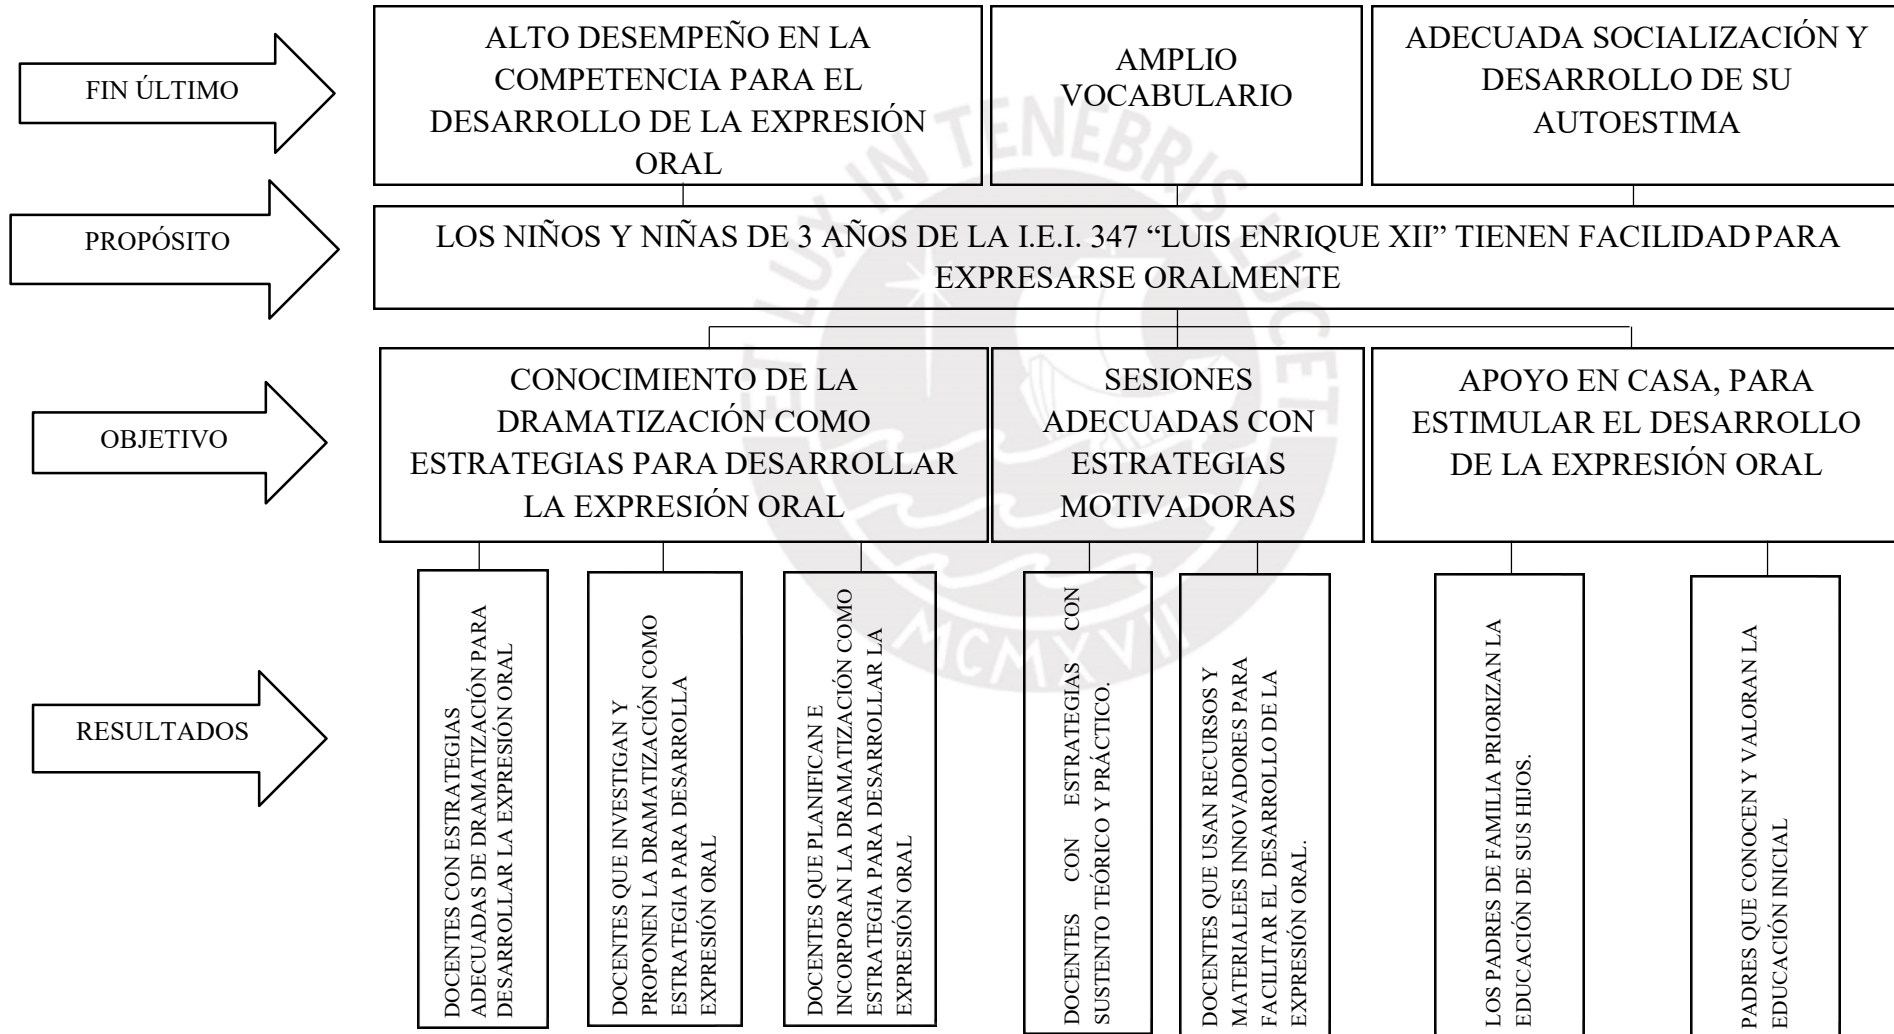 FIN ÚLTIMO
ALTO DESEMPEÑO EN LA
COMPETENCIA PARA EL
DESARROLLO DE LA EXPRESIÓN
ORAL
AMPLIO
VOCABULARIO
ADECUADA SOCIALIZACIÓN Y
DESARROLLO DE SU
AUTOESTIMA
PROPÓSITO
LOS NIÑOS Y NIÑAS DE 3 AÑOS DE LA I.E.I. 347 “LUIS ENRIQUE XII” TIENEN FACILIDAD PARA
EXPRESARSE ORALMENTE
OBJETIVO
CONOCIMIENTO DE LA
DRAMATIZACIÓN COMO
ESTRATEGIAS PARA DESARROLLAR
LA EXPRESIÓN ORAL
SESIONES
ADECUADAS CON
ESTRATEGIAS
MOTIVADORAS
APOYO EN CASA, PARA
ESTIMULAR EL DESARROLLO
DE LA EXPRESIÓN ORAL
RESULTADOS
DOCENTES CON ESTRATEGIAS
ADECUADAS DE DRAMATIZACIÓN PARA
DESARROLLAR LA EXPRESIÓN ORAL
DOCENTES QUE INVESTIGAN Y
PROPONEN LA DRAMATIZACIÓN COMO
ESTRATEGIA PARA DESARROLLA
EXPRESIÓN ORAL
DOCENTES QUE PLANIFICAN E
INCORPORAN LA DRAMATIZACIÓN COMO
ESTRATEGIA PARA DESARROLLAR LA
EXPRESIÓN ORAL
DOCENTES CON ESTRATEGIAS CON
SUSTENTO TEÓRICO Y PRÁCTICO.
DOCENTES QUE USAN RECURSOS Y
MATERIALEES INNOVADORES PARA
FACILITAR EL DESARROLLO DE LA
EXPRESIÓN ORAL.
LOS PADRES DE FAMILIA PRIORIZAN LA
EDUCACIÓN DE SUS HIJOS.
PADRES QUE CONOCEN Y VALORAN LA
EDUCACIÓN INICIAL
ET LUX IN TENEBRIS LUCET
MCMXVII